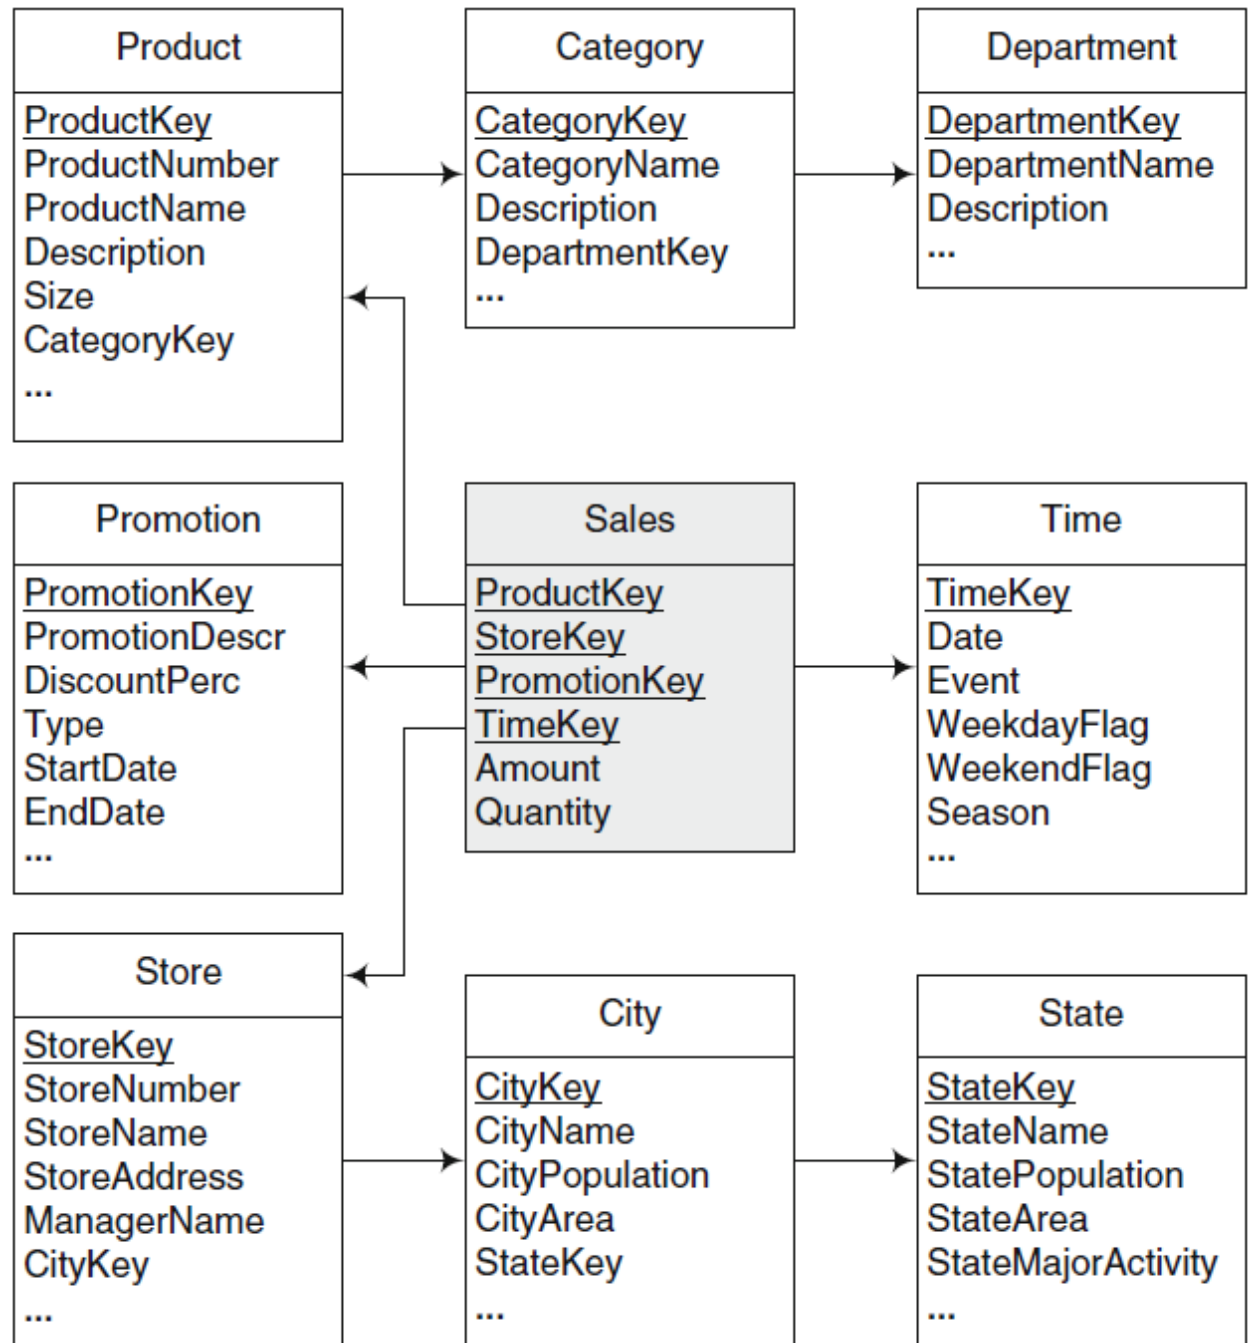 Product
ProductKey
ProductNumber
ProductName
Description
Size
CategoryKey
...
Category
CategoryKey
CategoryName
Description
DepartmentKey
...
Department
DepartmentKey
DepartmentName
Description
...
Promotion
PromotionKey
PromotionDescr
DiscountPerc
Type
StartDate
EndDate
...
Sales
ProductKey
StoreKey
PromotionKey
TimeKey
Amount
Quantity
Time
TimeKey
Date
Event
WeekdayFlag
WeekendFlag
Season
...
Store
StoreKey
StoreNumber
StoreName
StoreAddress
ManagerName
CityKey
...
City
CityKey
CityName
CityPopulation
CityArea
StateKey
...
State
StateKey
StateName
StatePopulation
StateArea
StateMajorActivity
...